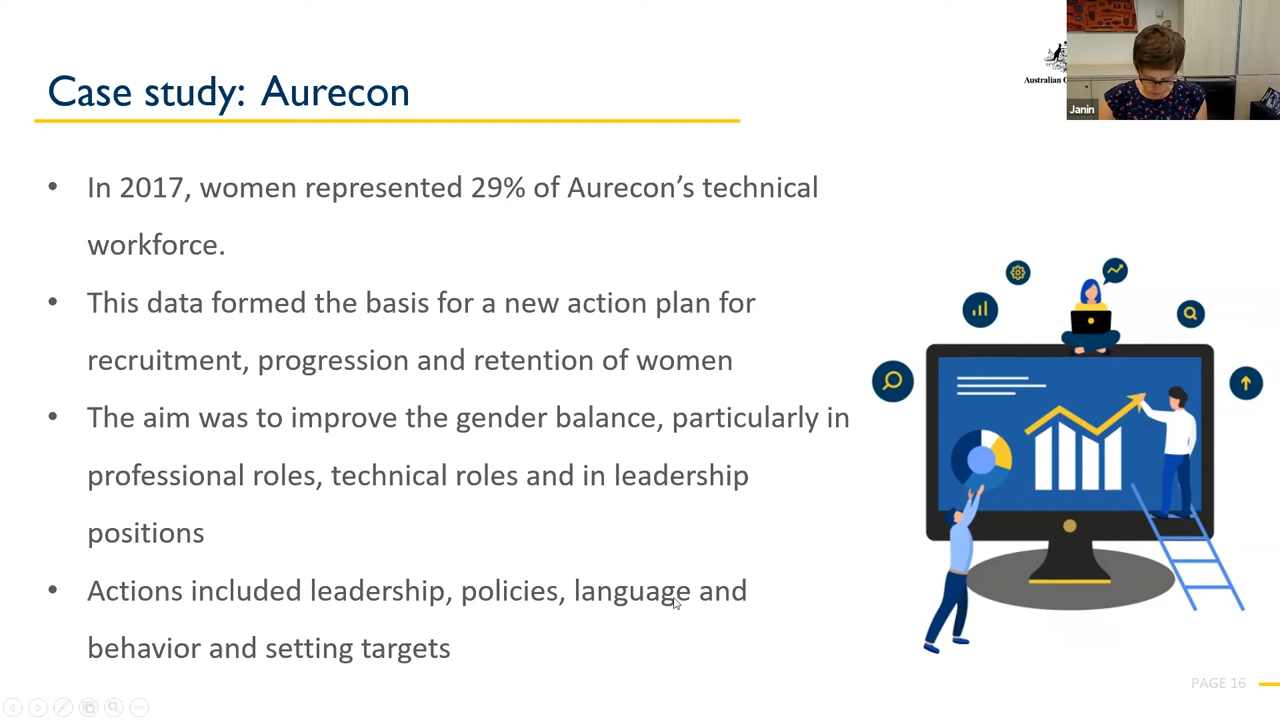 Case study: Aurecon
Australian G
Janin
• In 2017, women represented 29% of Aurecon’s technical
workforce.
• This data formed the basis for a new action plan for
recruitment, progression and retention of women
• The aim was to improve the gender balance, particularly in
professional roles, technical roles and in leadership
positions
• Actions included leadership, policies, language and
behavior and setting targets
PAGE 16